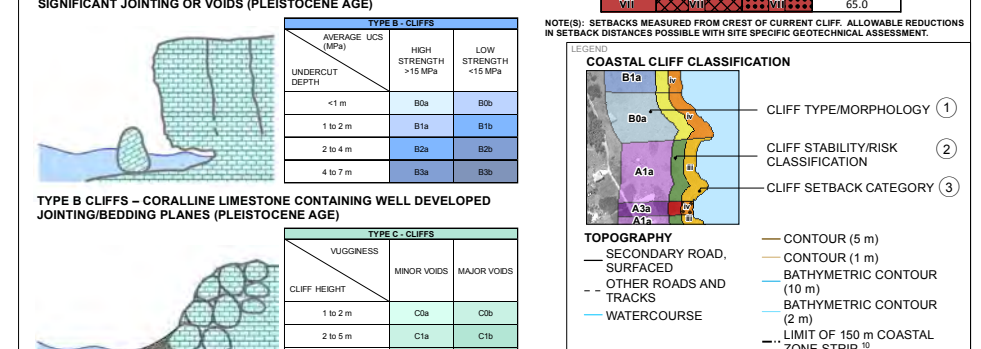 SIGNIFICANT JOINTING OR VOIDS (PLEISTOCENE AGE)
TYPE B - CLIFFS
AVERAGE UCS
(MPa)
UNDERCUT
DEPTH
HIGH
STRENGTH
>15 MPa
LOW
STRENGTH
<15 MPa
<1 m B0a B0b
1 to 2 m B1a B1b
2 to 4 m B2a B2b
4 to 7 m B3a B3b
TYPE B CLIFFS – CORALLINE LIMESTONE CONTAINING WELL DEVELOPED
JOINTING/BEDDING PLANES (PLEISTOCENE AGE)
TYPE C - CLIFFS
VUGGINESS
CLIFF HEIGHT
MINOR VOIDS MAJOR VOIDS
1 to 2 m C0a C0b
2 to 5 m C1a C1b
VII VII VII 65.0
NOTE(S): SETBACKS MEASURED FROM CREST OF CURRENT CLIFF. ALLOWABLE REDUCTIONS
IN SETBACK DISTANCES POSSIBLE WITH SITE SPECIFIC GEOTECHNICAL ASSESSMENT.
LEGEND
COASTAL CLIFF CLASSIFICATION
B1a iv
B0a iv
A1a iii
A3a iv
A1a iii
CLIFF TYPE/MORPHOLOGY 1
CLIFF STABILITY/RISK
CLASSIFICATION 2
CLIFF SETBACK CATEGORY 3
TOPOGRAPHY
SECONDARY ROAD,
SURFACED
OTHER ROADS AND
TRACKS
WATERCOURSE
CONTOUR (5 m)
CONTOUR (1 m)
BATHYMETRIC CONTOUR
(10 m)
BATHYMETRIC CONTOUR
(2 m)
LIMIT OF 150 m COASTAL
ZONE STRIP 10